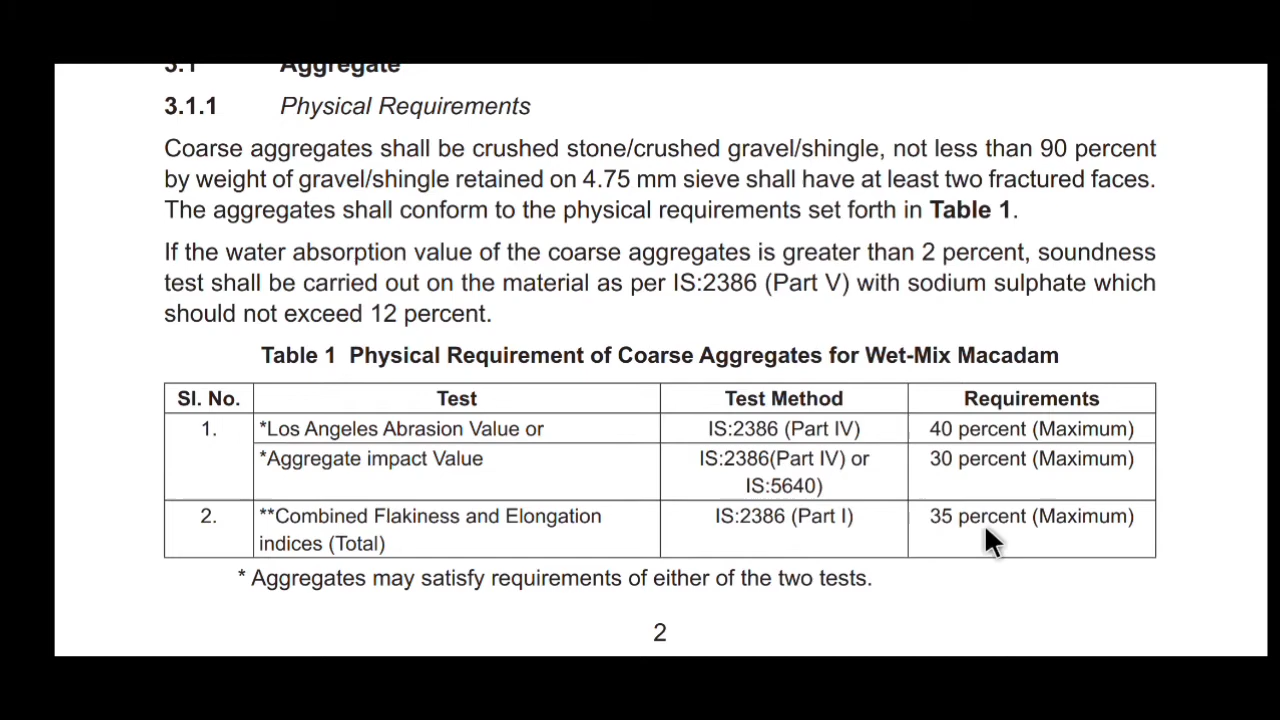 3.1 Aggregate
3.1.1 Physical Requirements
Coarse aggregates shall be crushed stone/crushed gravel/shingle, not less than 90 percent
by weight of gravel/shingle retained on 4.75 mm sieve shall have at least two fractured faces.
The aggregates shall conform to the physical requirements set forth in Table 1.
If the water absorption value of the coarse aggregates is greater than 2 percent, soundness
test shall be carried out on the material as per IS:2386 (Part V) with sodium sulphate which
should not exceed 12 percent.
Table 1 Physical Requirement of Coarse Aggregates for Wet-Mix Macadam
Sl. No. Test Test Method Requirements
1. *Los Angeles Abrasion Value or IS:2386 (Part IV) 40 percent (Maximum)
*Aggregate impact Value IS:2386(Part IV) or 30 percent (Maximum)
IS:5640)
2. **Combined Flakiness and Elongation IS:2386 (Part I) 35 percent (Maximum)
indices (Total)
* Aggregates may satisfy requirements of either of the two tests.
2